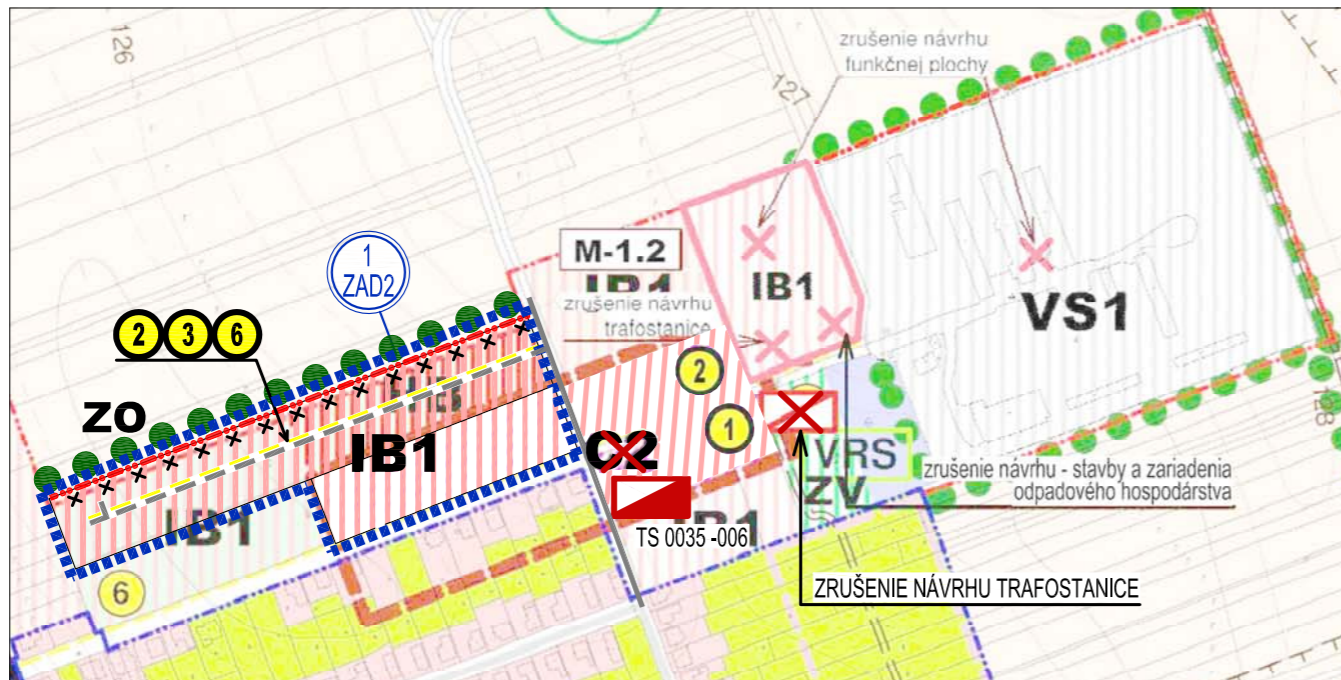 126
zrušenie návrhu
funkčnej plochy
127
1
ZAD2
M-1.2
IB1
IB1
VS1
zrušenie návrhu
trafostanice
2 3 6
ZO
IB1
2
1
C2
VRS
ZV
zrušenie návrhu - stavby a zariadenia
odpadového hospodárstva
128
IB1
IB1
TS 0035 -006
6
ZRUŠENIE NÁVRHU TRAFOSTANICE